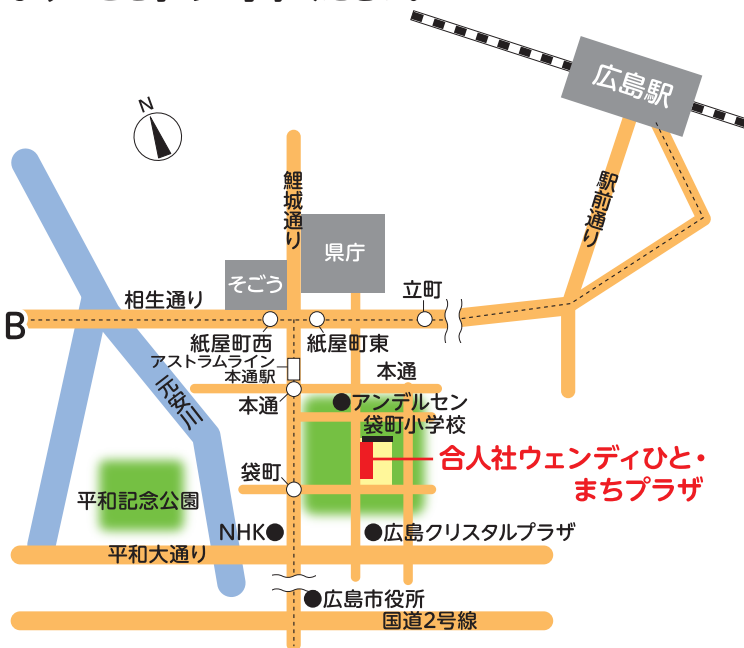 広島駅
N
駅前通り
鯉城通り
県庁
そごう
立町
相生通り
B
紙屋町西
紙屋町東
アストラムライン
本通駅
本通
本通
元安川
アンデルセン
袋町小学校
合人社ウェンディひと・
まちプラザ
袋町
平和記念公園
NHK
広島クリスタルプラザ
平和大通り
広島市役所
国道2号線